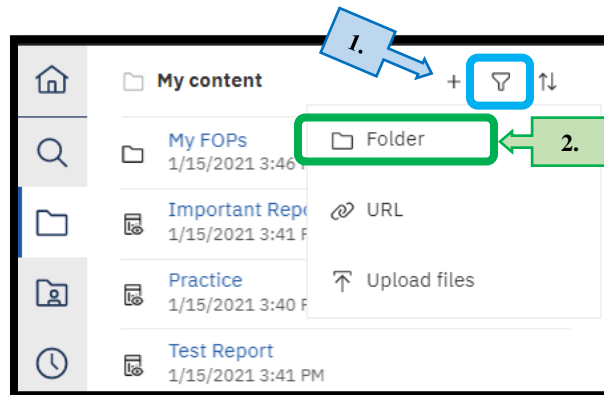 1.
My content
+
Folder
2.
My FOPs
1/15/2021 3:46
URL
Important Repo
1/15/2021 3:41
Upload files
Practice
1/15/2021 3:40
Test Report
1/15/2021 3:41 PM